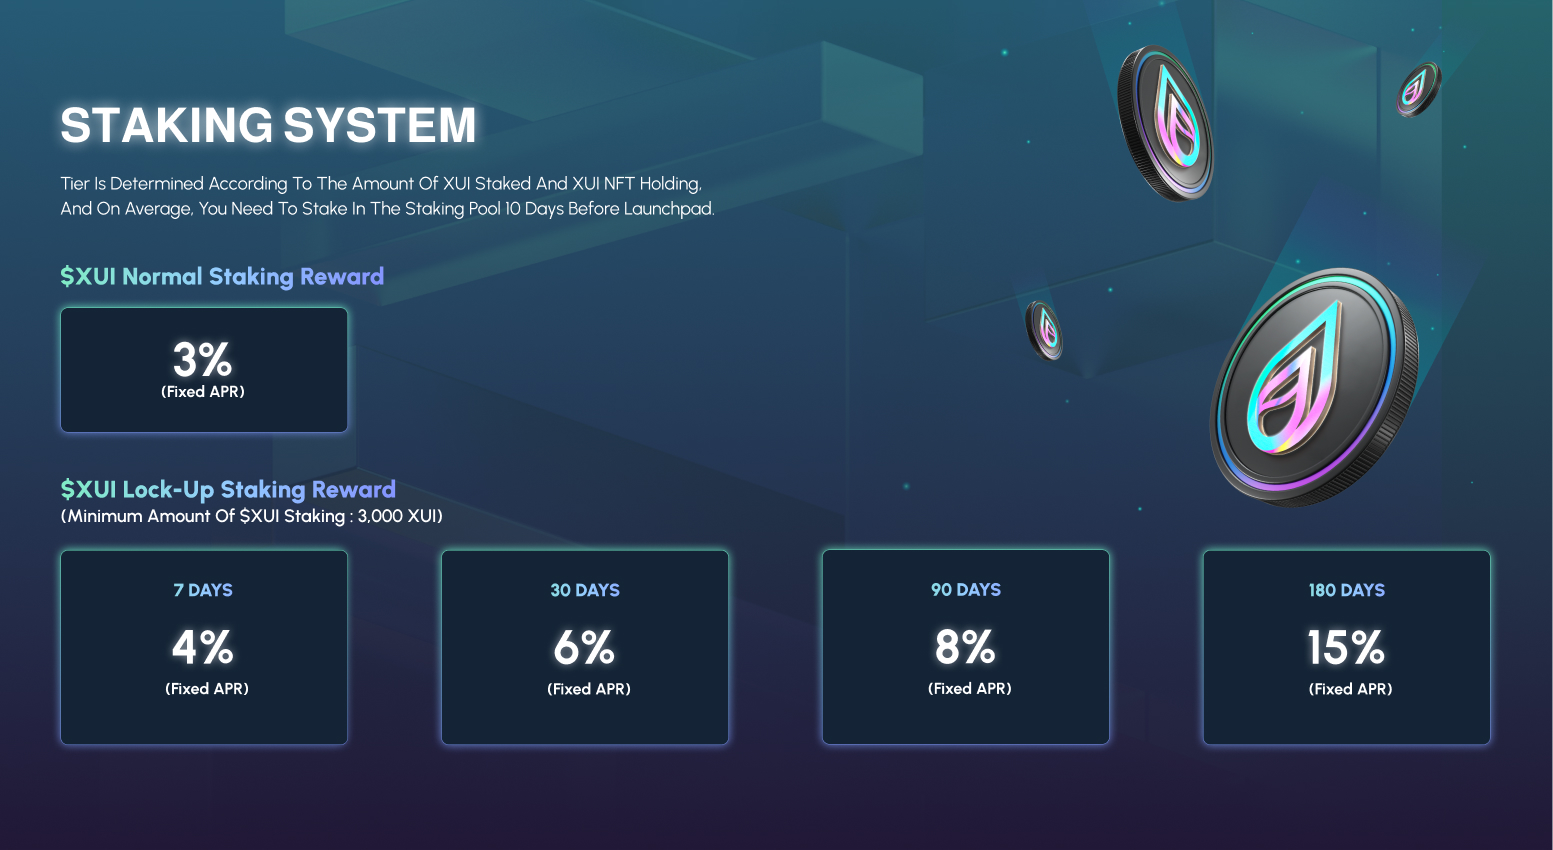 STAKING SYSTEM
Tier Is Determined According To The Amount Of XUI Staked And XUI NFT Holding,
And On Average, You Need To Stake In The Staking Pool 10 Days Before Launchpad.
$XUI Normal Staking Reward
3%
(Fixed APR)
$XUI Lock-Up Staking Reward
(Minimum Amount Of $XUI Staking : 3,000 XUI)
7 DAYS
4%
(Fixed APR)
30 DAYS
6%
(Fixed APR)
90 DAYS
8%
(Fixed APR)
180 DAYS
15%
(Fixed APR)